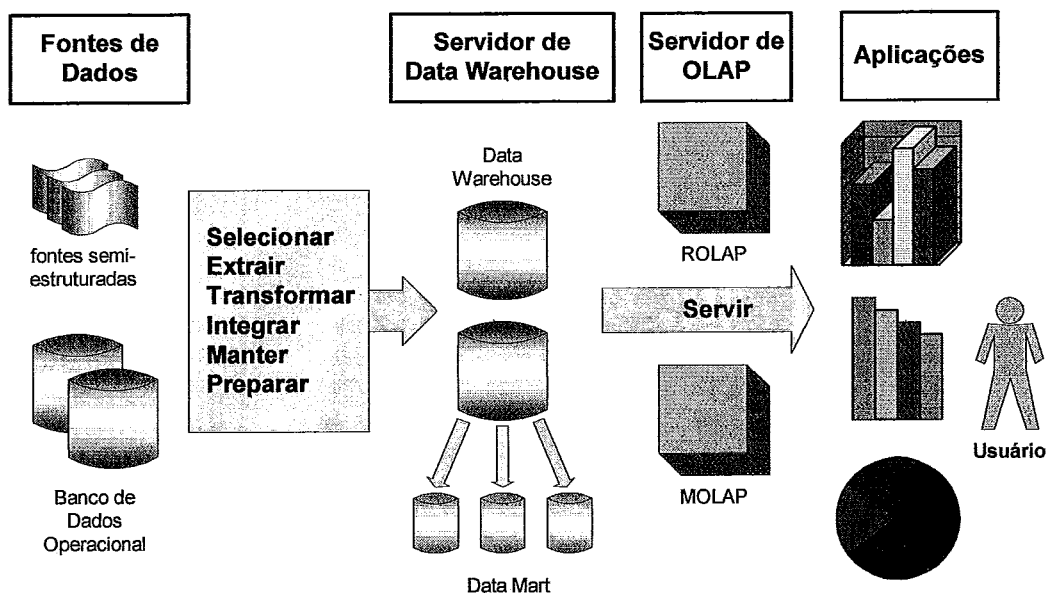 Fontes de
Dados
Servidor de
Data Warehouse
Servidor de
OLAP
Aplicações
fontes semi-
estruturadas
Banco de
Dados
Operacional
Selecionar
Extrair
Transformar
Integrar
Manter
Preparar
Data
Warehouse
Data Mart
ROLAP
Servir
MOLAP
Usuário